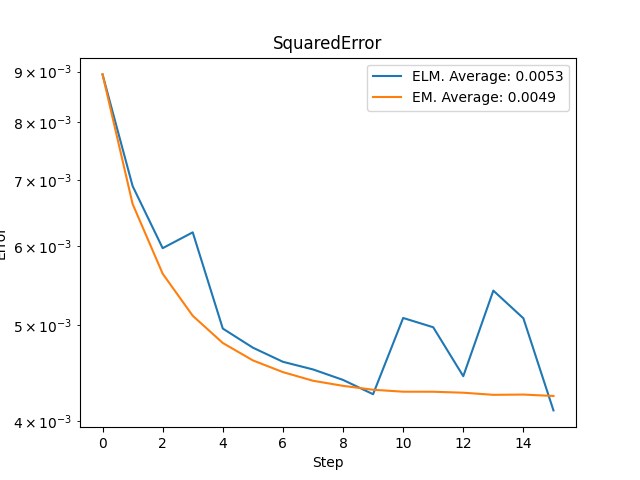 SquaredError
ELM. Average: 0.0053
EM. Average: 0.0049
9 × 10⁻³
8 × 10⁻³
7 × 10⁻³
6 × 10⁻³
5 × 10⁻³
4 × 10⁻³
Error
0 2 4 6 8 10 12 14
Step